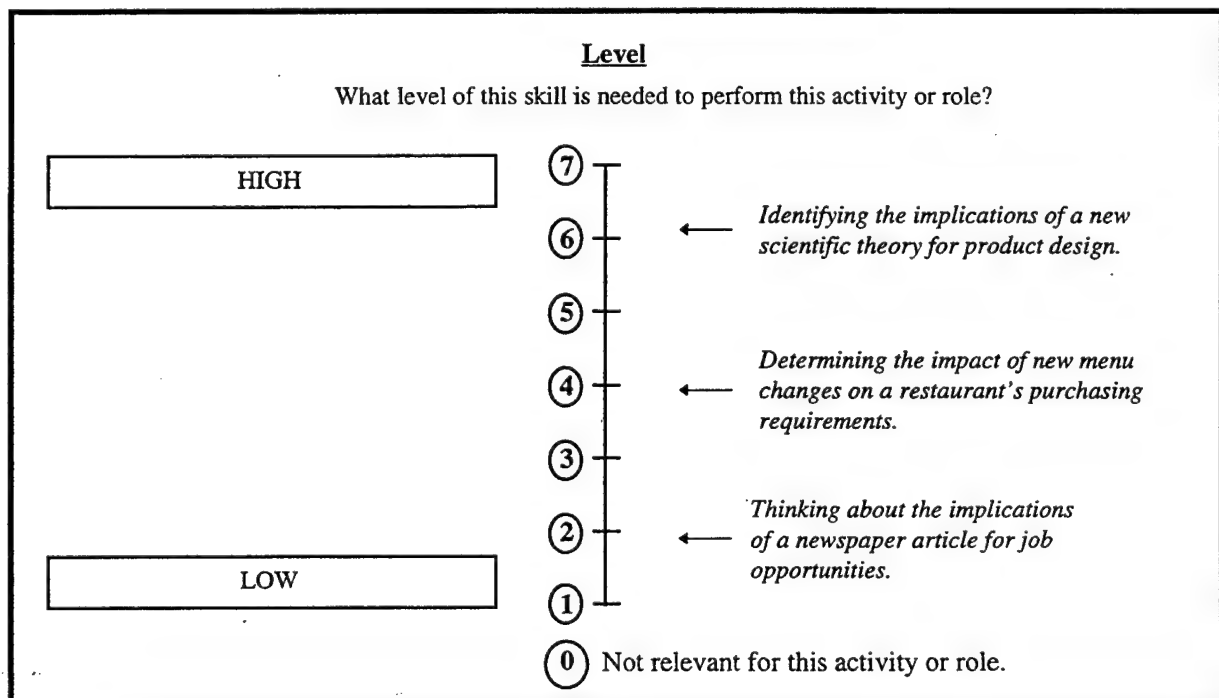 Level
What level of this skill is needed to perform this activity or role?
HIGH
7
6
Identifying the implications of a new
scientific theory for product design.
5
4
Determining the impact of new menu
changes on a restaurant's purchasing
requirements.
3
2
Thinking about the implications
of a newspaper article for job
opportunities.
LOW
1
0 Not relevant for this activity or role.